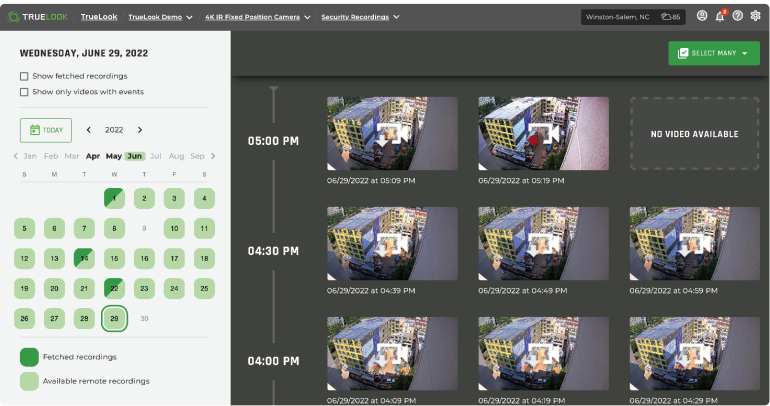 TRUELOOK TrueLook TrueLook Demo 4K IR Fixed Position Camera Security Recordings Winston-Salem, NC 85 2
WEDNESDAY, JUNE 29, 2022
Show fetched recordings
Show only videos with events
TODAY 2022
Jan Feb Mar Apr May Jun Jul Aug Sep
S M T W T F S
1 2 3 4
5 6 7 8 9 10 11
12 13 14 15 16 17 18
19 20 21 22 23 24 25
26 27 28 29 30
Fetched recordings
Available remote recordings
SELECT MANY
05:00 PM
NO VIDEO AVAILABLE
06/29/2022 at 05:09 PM 06/29/2022 at 05:19 PM
04:30 PM
06/29/2022 at 04:39 PM 06/29/2022 at 04:49 PM 06/29/2022 at 04:59 PM
04:00 PM
06/29/2022 at 04:09 PM 06/29/2022 at 04:19 PM 06/29/2022 at 04:29 PM